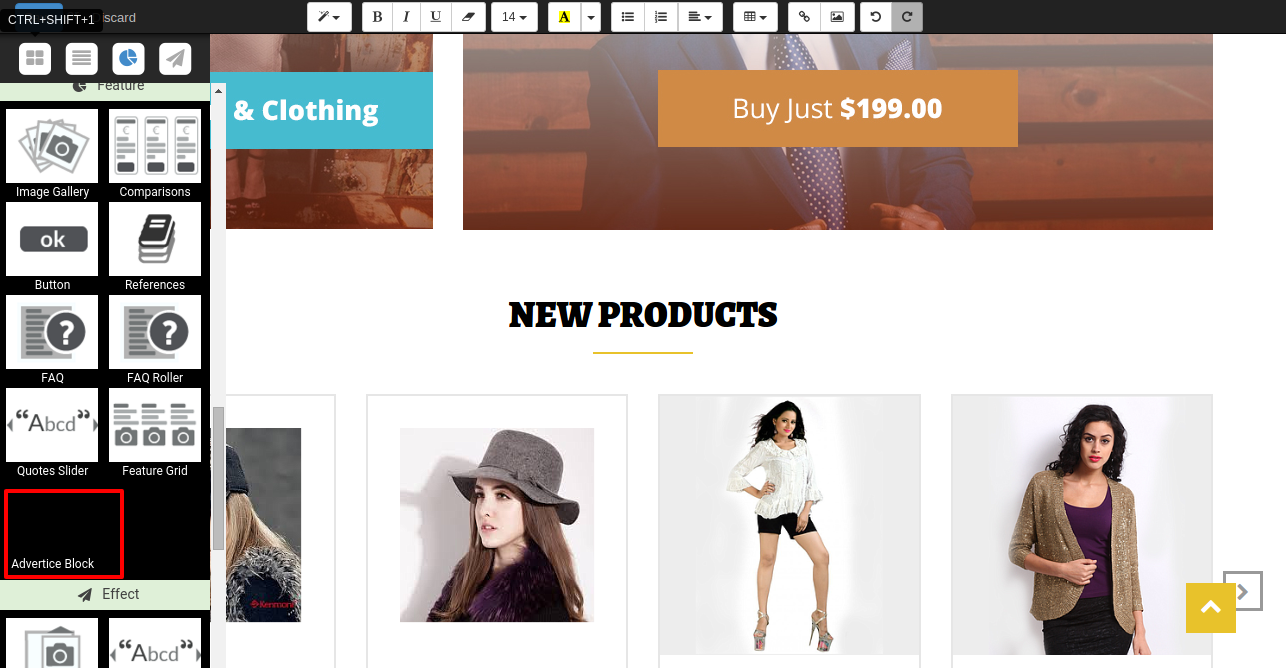 CTRL+SHIFT+1
scard
B I U
14
A
Feature
Image Gallery
Comparisons
ok
Button
References
?
?
FAQ
FAQ Roller
“Abcd”
Quotes Slider
Feature Grid
Advertice Block
Effect
“Abcd”
& Clothing
Buy Just $199.00
NEW PRODUCTS
Kenmont